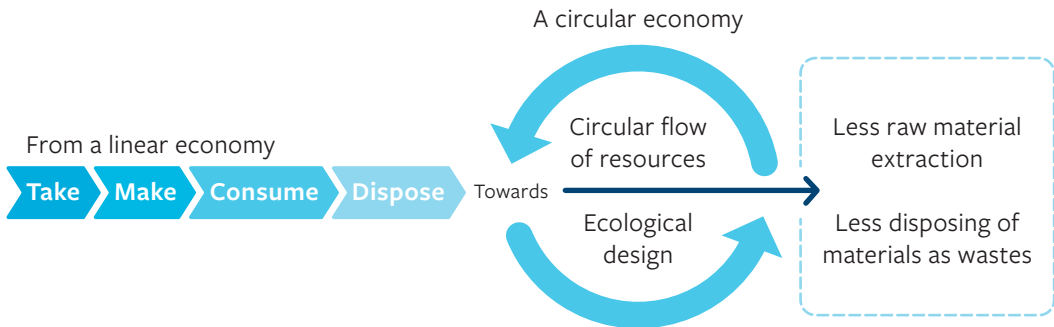 From a linear economy
Take
Make
Consume
Dispose
Towards
A circular economy
Circular flow
of resources
Ecological
design
Less raw material
extraction
Less disposing of
materials as wastes